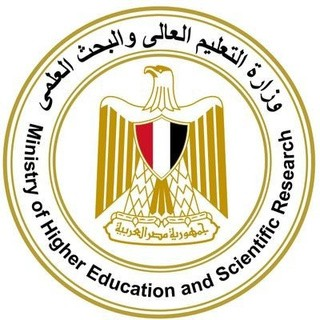 وزارة التعليم العالى والبحث العلمى
جمهورية مصر العربية
Ministry of Higher Education and Scientific Research